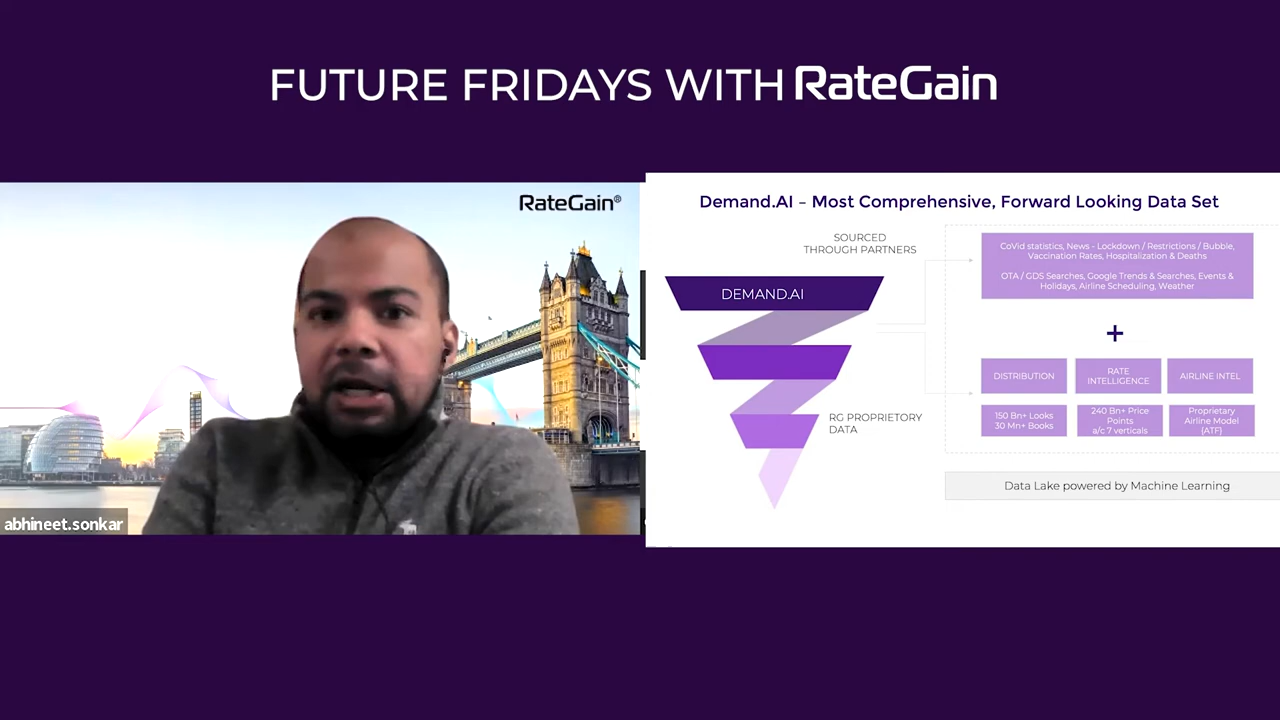 FUTURE FRIDAYS WITH RateGain
RateGain®
abhineet.sonkar
Demand.AI – Most Comprehensive, Forward Looking Data Set
SOURCED
THROUGH PARTNERS
DEMAND.AI
RG PROPRIETORY
DATA
CoVid statistics, News - Lockdown / Restrictions / Bubble,
Vaccination Rates, Hospitalization & Deaths
OTA / GDS Searches, Google Trends & Searches, Events &
Holidays, Airline Scheduling, Weather
+
DISTRIBUTION
RATE
INTELLIGENCE
AIRLINE INTEL
150 Bn+ Looks
30 Mn+ Books
240 Bn+ Price
Points
a/c 7 verticals
Proprietary
Airline Model
(ATF)
Data Lake powered by Machine Learning